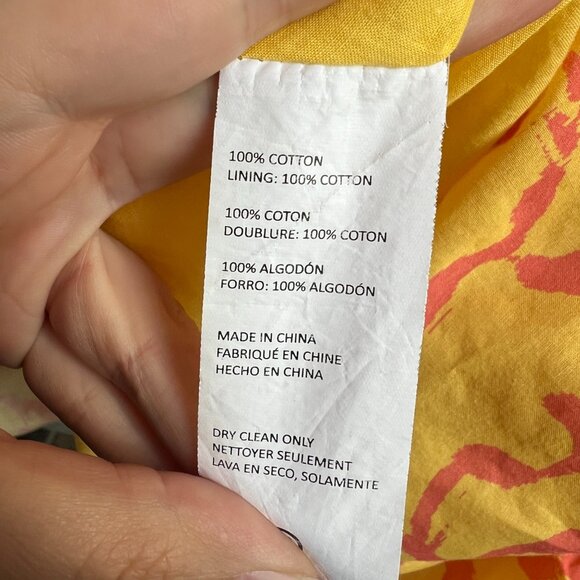 100% COTTON
LINING: 100% COTTON
100% COTON
DOUBLURE: 100% COTON
100% ALGODÓN
FORRO: 100% ALGODÓN
MADE IN CHINA
FABRIQUÉ EN CHINE
HECHO EN CHINA
DRY CLEAN ONLY
NETTOYER SEULEMENT
LAVA EN SECO, SOLAMENTE